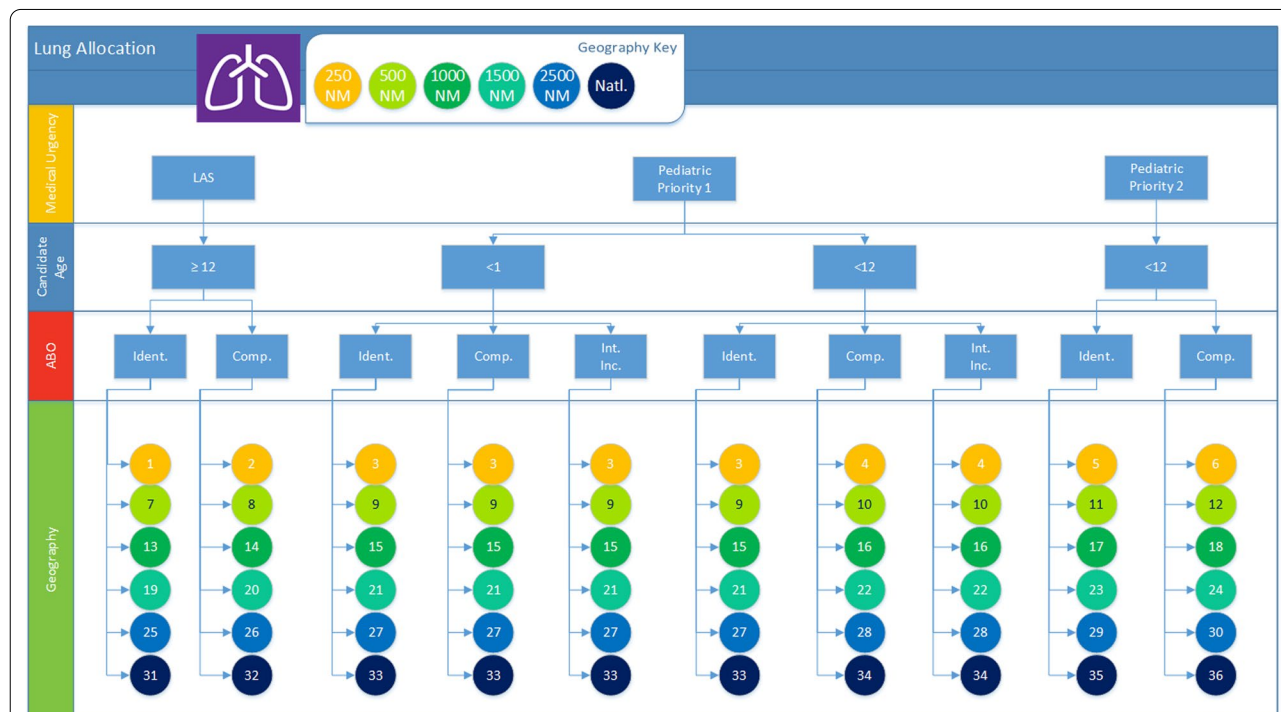 Lung Allocation
Geography Key
250 NM
500 NM
1000 NM
1500 NM
2500 NM
Natl.
Medical Urgency
LAS
Pediatric
Priority 1
Pediatric
Priority 2
Candidate
Age
≥ 12
<1
<12
<12
ABO
Ident.
Comp.
Ident.
Comp.
Int.
Inc.
Ident.
Comp.
Int.
Inc.
Ident.
Comp.
Geography
1 2 3 3 3 3 4 4 5 6
7 8 9 9 9 9 10 10 11 12
13 14 15 15 15 15 16 16 17 18
19 20 21 21 21 21 22 22 23 24
25 26 27 27 27 27 28 28 29 30
31 32 33 33 33 33 34 34 35 36